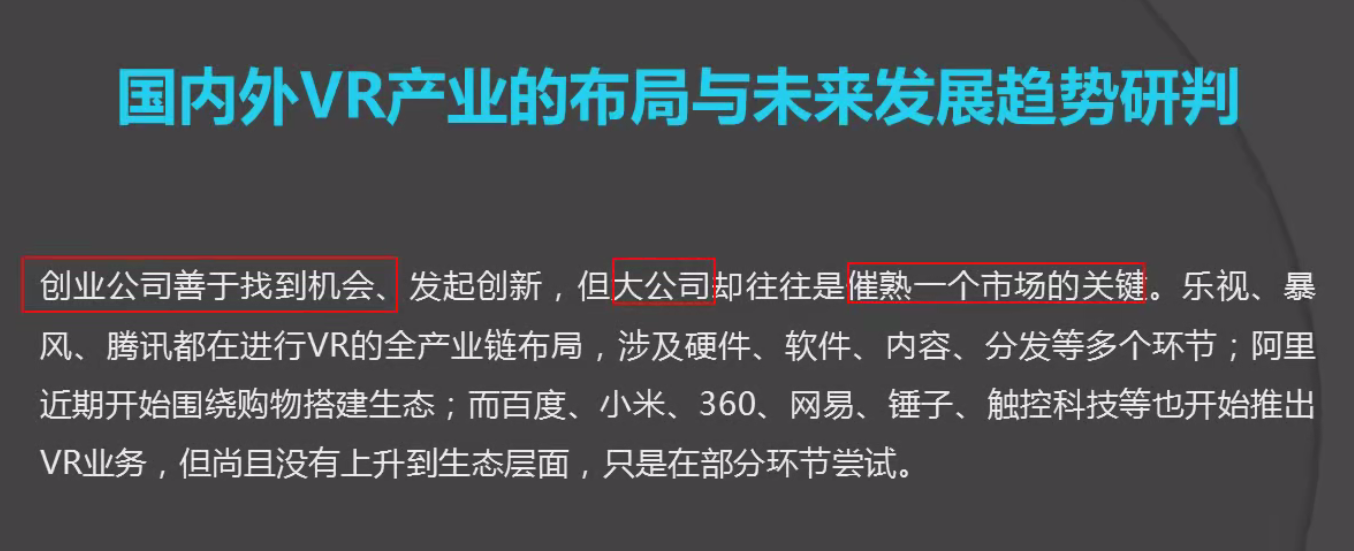 国内外VR产业的布局与未来发展趋势研判
创业公司善于找到机会、发起创新，但大公司却往往是催熟一个市场的关键。乐视、暴
风、腾讯都在进行VR的全产业链布局，涉及硬件、软件、内容、分发等多个环节；阿里
近期开始围绕购物搭建生态；而百度、小米、360、网易、锤子、触控科技等也开始推出
VR业务，但尚且没有上升到生态层面，只是在部分环节尝试。